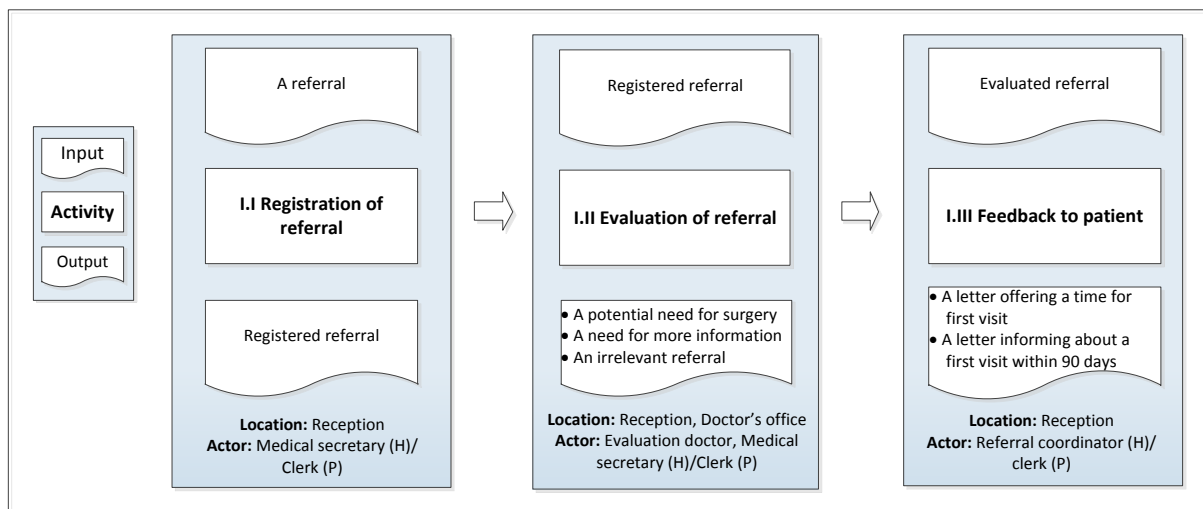 Input
Activity
Output
A referral
I.I Registration of
referral
Registered referral
Location: Reception
Actor: Medical secretary (H)/
Clerk (P)
Registered referral
I.II Evaluation of referral
• A potential need for surgery
• A need for more information
• An irrelevant referral
Location: Reception, Doctor's office
Actor: Evaluation doctor, Medical
secretary (H)/Clerk (P)
Evaluated referral
I.III Feedback to patient
• A letter offering a time for
first visit
• A letter informing about a
first visit within 90 days
Location: Reception
Actor: Referral coordinator (H)/
clerk (P)